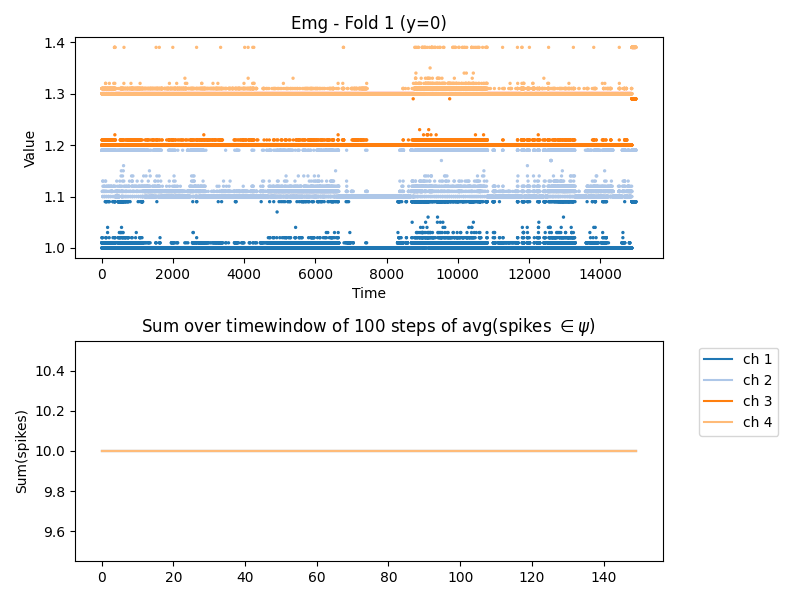 Emg - Fold 1 (y=0)
1.4
1.3
1.2
1.1
1.0
Value
0 2000 4000 6000 8000 10000 12000 14000
Time
Sum over timewindow of 100 steps of avg(spikes ∈ ψ)
10.4
10.2
10.0
9.8
9.6
Sum(spikes)
0 20 40 60 80 100 120 140
ch 1
ch 2
ch 3
ch 4